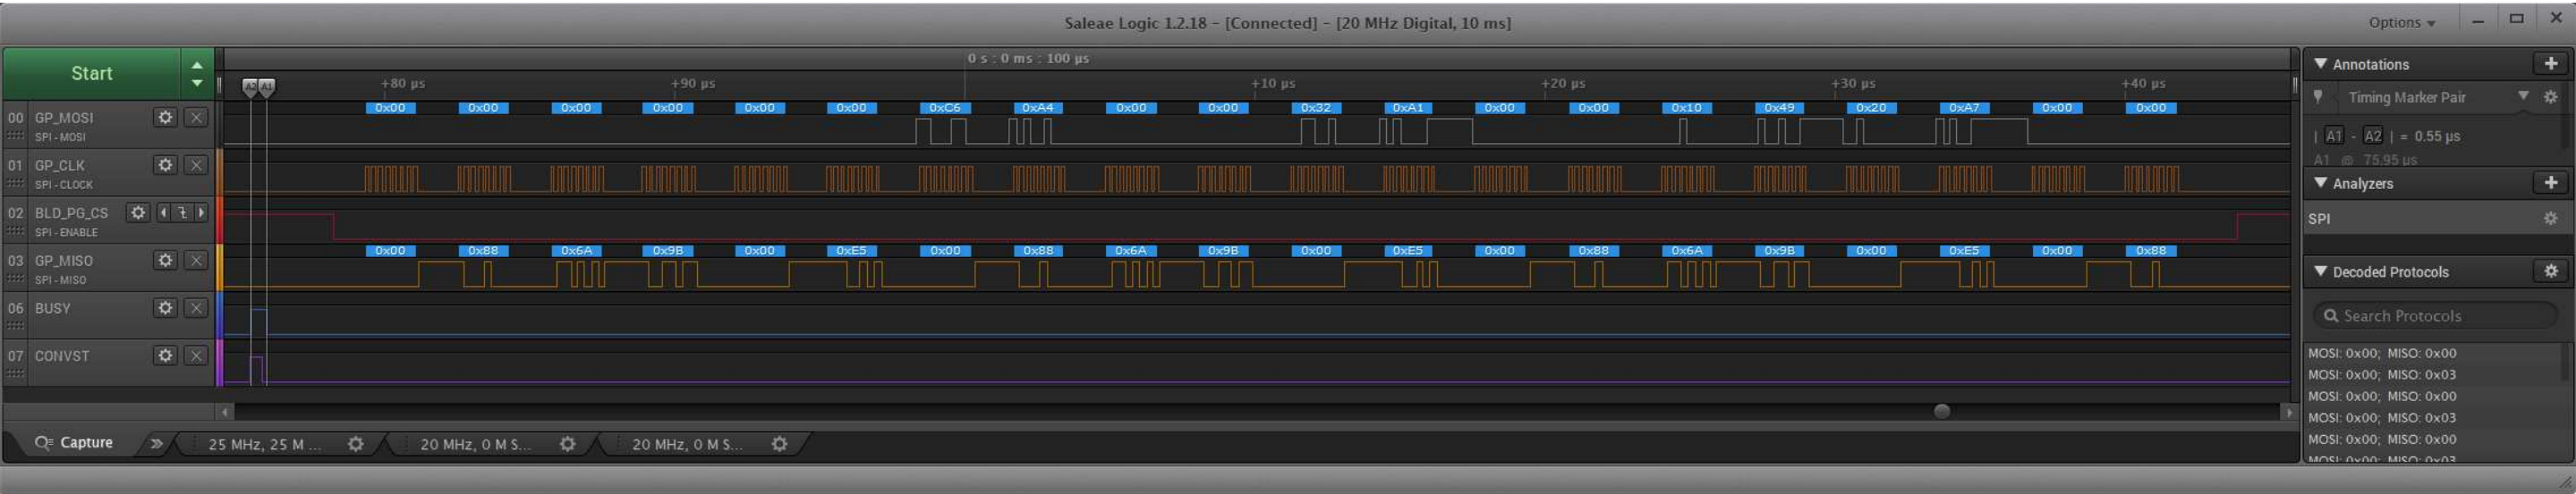 Saleae Logic 1.2.18 - [Connected] - [20 MHz Digital, 10 ms]
Options
Start
0 s : 0 ms : 100 µs
+80 µs +90 µs +10 µs +20 µs +30 µs +40 µs
A2 A1
00 GP_MOSI
SPI - MOSI
0x00 0x00 0x00 0x00 0x00 0x00 0xC6 0xA4 0x00 0x00 0x32 0xA1 0x00 0x00 0x10 0x49 0x20 0xA7 0x00 0x00
01 GP_CLK
SPI - CLOCK
02 BLD_PG_CS
SPI - ENABLE
03 GP_MISO
SPI - MISO
0x00 0x88 0x6A 0x9B 0x00 0xE5 0x00 0x88 0x6A 0x9B 0x00 0xE5 0x00 0x88 0x6A 0x9B 0x00 0xE5 0x00 0x88
06 BUSY
07 CONVST
Capture
25 MHz, 25 M ...
20 MHz, 0 M S...
20 MHz, 0 M S...
Annotations
Timing Marker Pair
| A1 - A2 | = 0.55 µs
A1 @ 75.95 µs
Analyzers
SPI
Decoded Protocols
Search Protocols
MOSI: 0x00; MISO: 0x00
MOSI: 0x00; MISO: 0x03
MOSI: 0x00; MISO: 0x00
MOSI: 0x00; MISO: 0x03
MOSI: 0x00; MISO: 0x00
MOSI: 0x00; MISO: 0x03